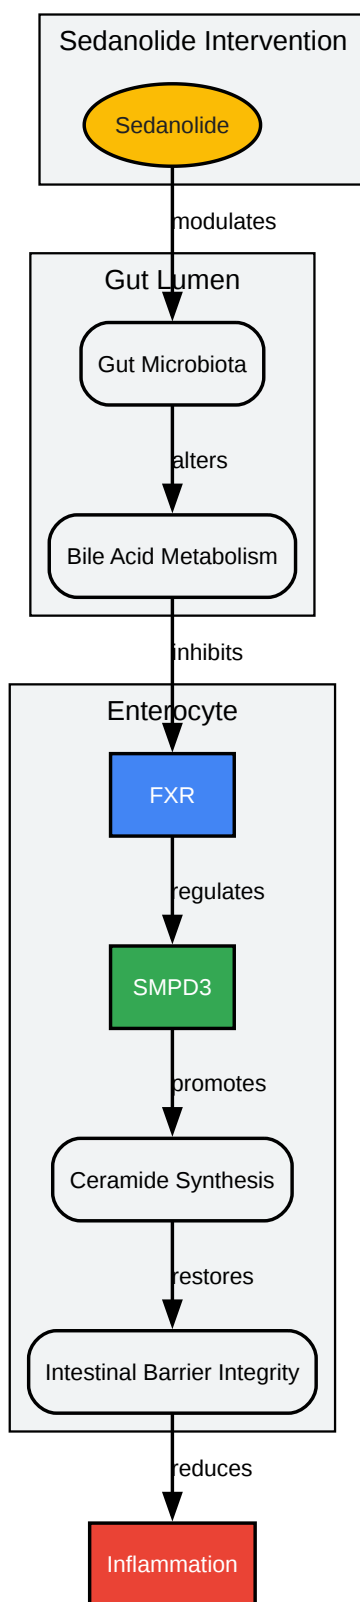 Sedanolide Intervention
Sedanolide
modulates
Gut Lumen
Gut Microbiota
alters
Bile Acid Metabolism
inhibits
Enterocyte
FXR
regulates
SMPD3
promotes
Ceramide Synthesis
restores
Intestinal Barrier Integrity
reduces
Inflammation